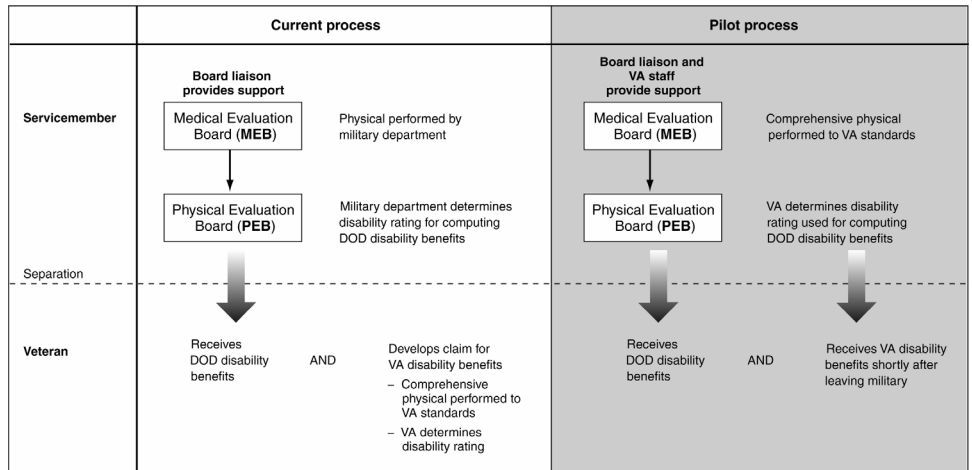 Current process
Pilot process
Servicemember
Board liaison
provides support
Medical Evaluation
Board (MEB)
Physical performed by
military department
Physical Evaluation
Board (PEB)
Military department determines
disability rating for computing
DOD disability benefits
Board liaison and
VA staff
provide support
Medical Evaluation
Board (MEB)
Comprehensive physical
performed to VA standards
Physical Evaluation
Board (PEB)
VA determines disability
rating used for computing
DOD disability benefits
Separation
Veteran
Receives
DOD disability
benefits
AND
Develops claim for
VA disability benefits
– Comprehensive
physical performed to
VA standards
– VA determines
disability rating
Receives
DOD disability
benefits
AND
Receives VA disability
benefits shortly after
leaving military